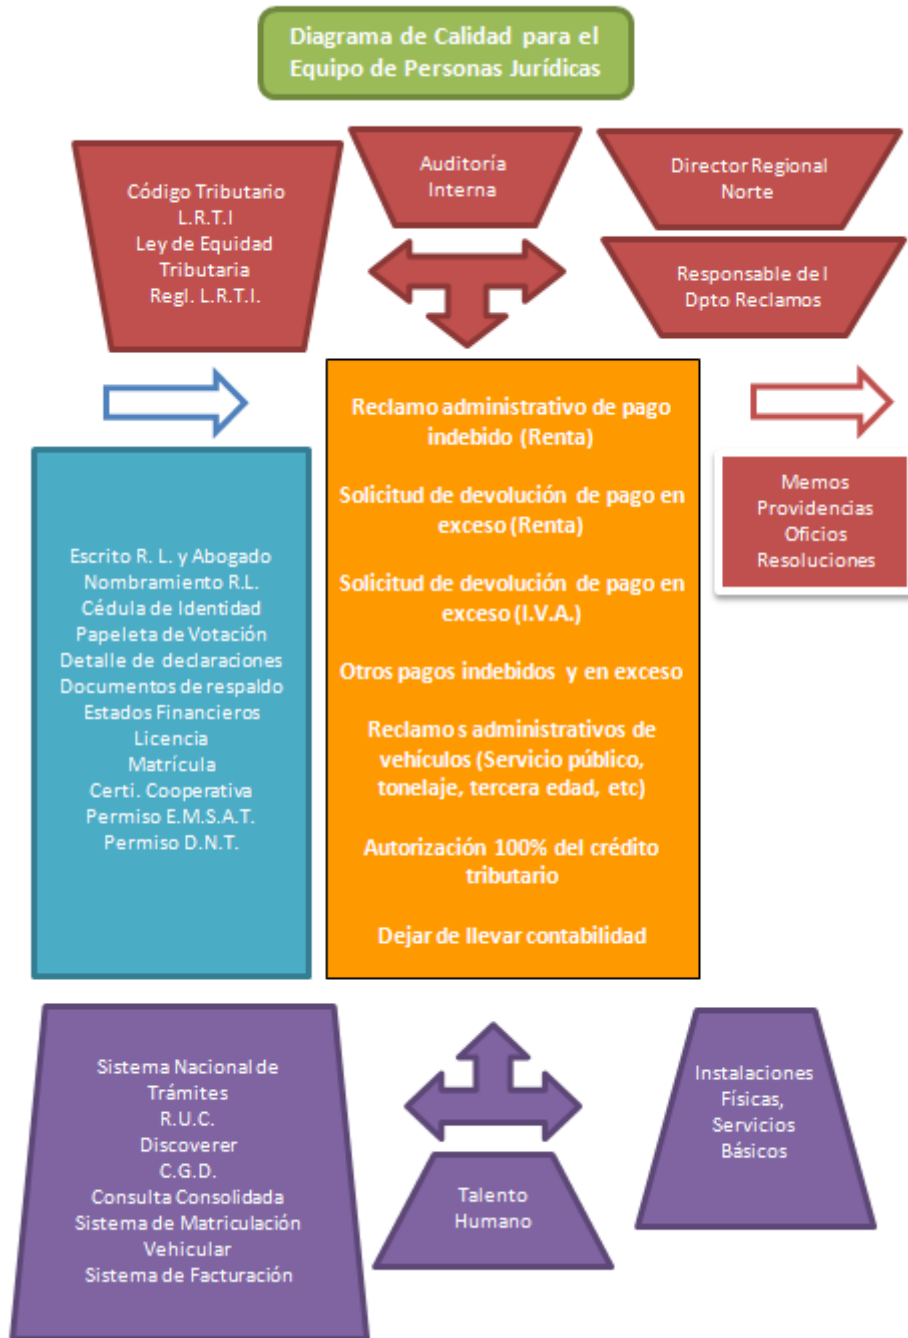 Diagrama de Calidad para el
Equipo de Personas Jurídicas
Código Tributario
L.R.T.I
Ley de Equidad
Tributaria
Regl. L.R.T.I.
Auditoría
Interna
Director Regional
Norte
Responsable de l
Dpto Reclamos
Escrito R. L. y Abogado
Nombramiento R.L.
Cédula de Identidad
Papeleta de Votación
Detalle de declaraciones
Documentos de respaldo
Estados Financieros
Licencia
Matrícula
Certi. Cooperativa
Permiso E.M.S.A.T.
Permiso D.N.T.
Reclamo administrativo de pago
indebido (Renta)
Solicitud de devolución de pago en
exceso (Renta)
Solicitud de devolución de pago en
exceso (I.V.A.)
Otros pagos indebidos y en exceso
Reclamo s administrativos de
vehículos (Servicio público,
tonelaje, tercera edad, etc)
Autorización 100% del crédito
tributario
Dejar de llevar contabilidad
Memos
Providencias
Oficios
Resoluciones
Sistema Nacional de
Trámites
R.U.C.
Discoverer
C.G.D.
Consulta Consolidada
Sistema de Matriculación
Vehicular
Sistema de Facturación
Talento
Humano
Instalaciones
Físicas,
Servicios
Básicos